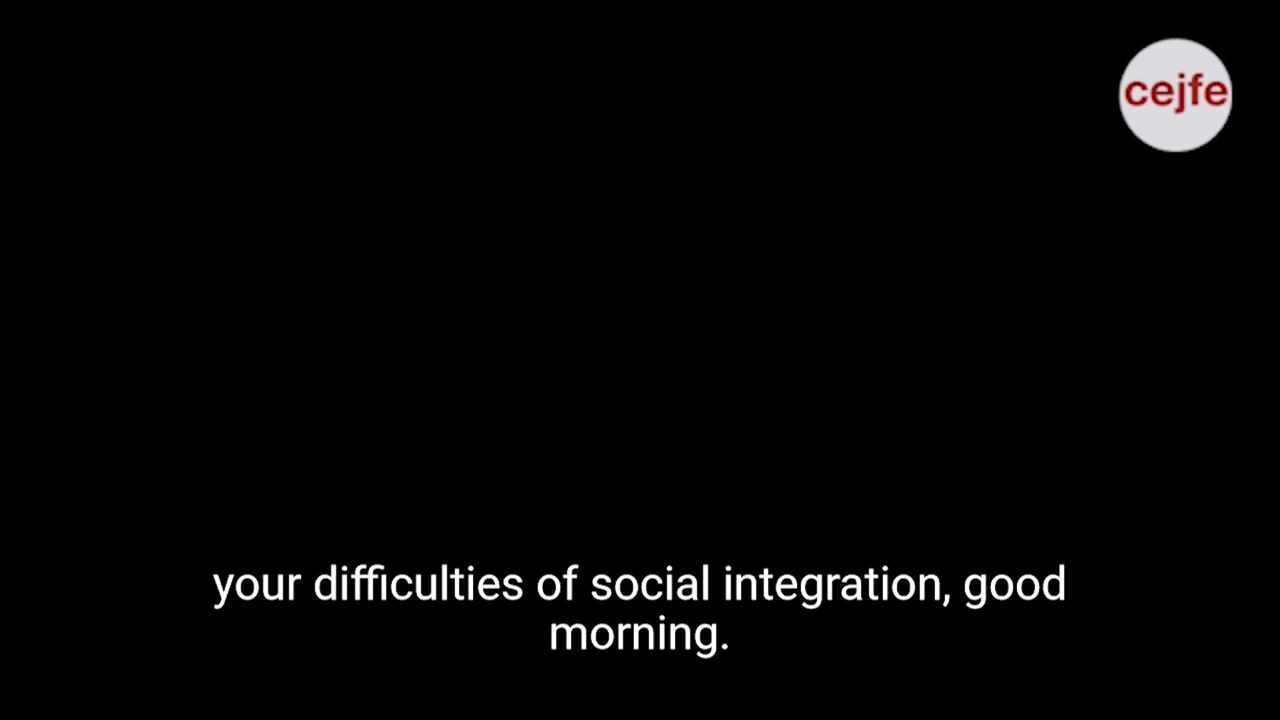 cejfe
your difficulties of social integration, good
morning.